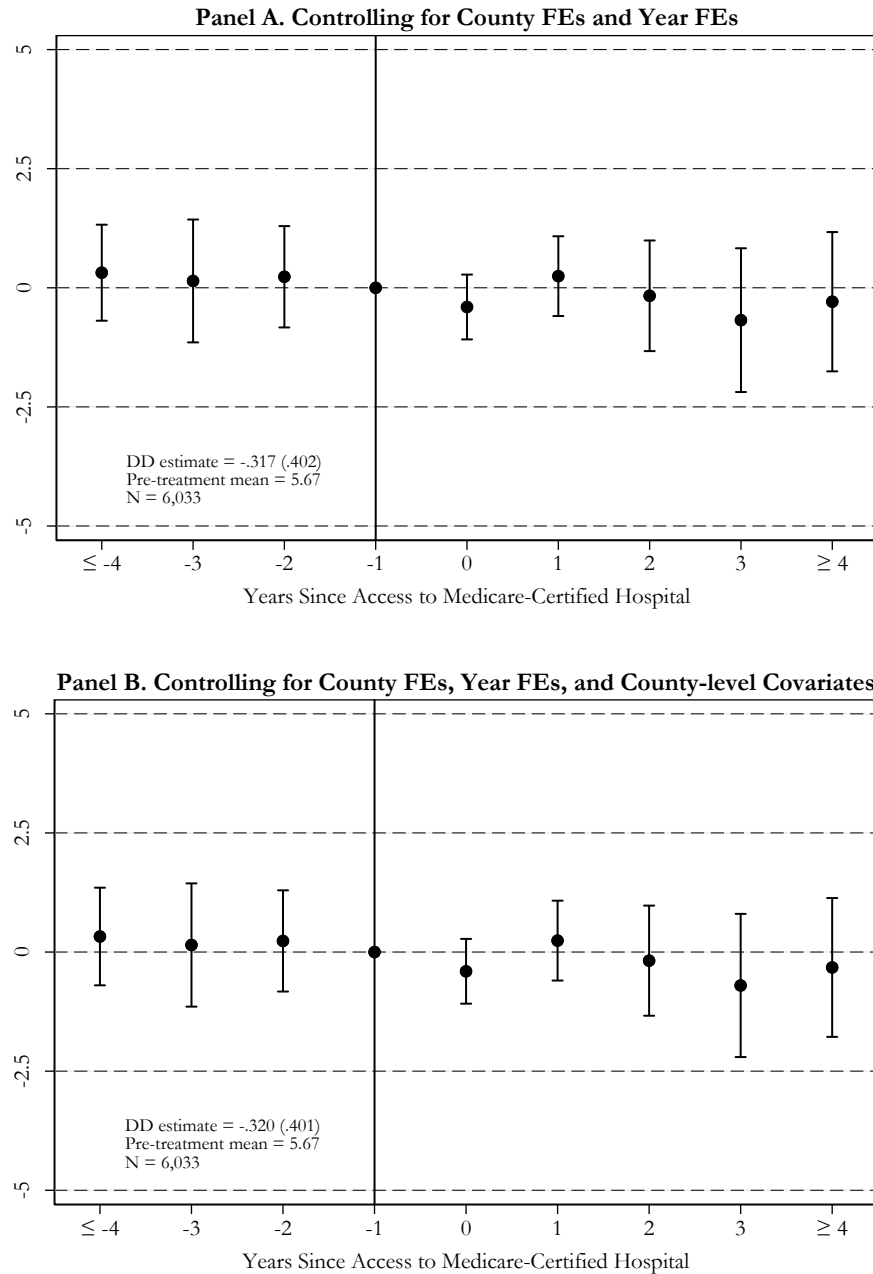 Panel A. Controlling for County FEs and Year FEs
5
2.5
0
-2.5
-5
DD estimate = -.317 (.402)
Pre-treatment mean = 5.67
N = 6,033
≤ -4 -3 -2 -1 0 1 2 3 ≥ 4
Years Since Access to Medicare-Certified Hospital
Panel B. Controlling for County FEs, Year FEs, and County-level Covariates
5
2.5
0
-2.5
-5
DD estimate = -.320 (.401)
Pre-treatment mean = 5.67
N = 6,033
≤ -4 -3 -2 -1 0 1 2 3 ≥ 4
Years Since Access to Medicare-Certified Hospital